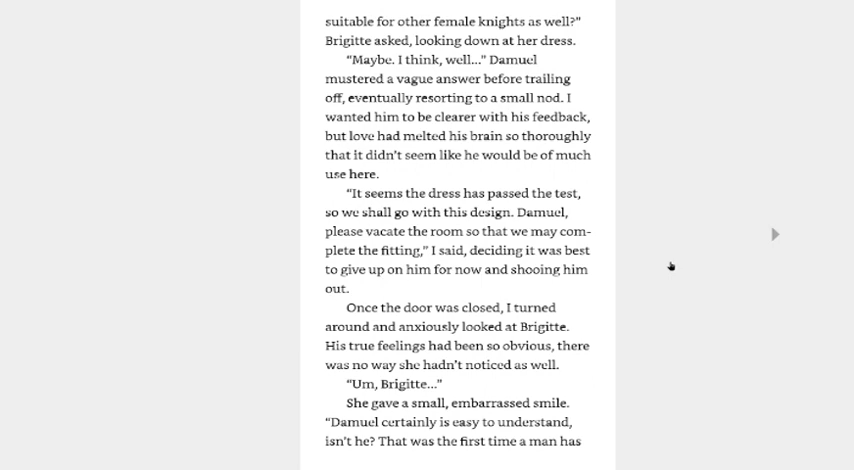 suitable for other female knights as well?”
Brigitte asked, looking down at her dress.
“Maybe. I think, well...” Damuel
mustered a vague answer before trailing
off, eventually resorting to a small nod. I
wanted him to be clearer with his feedback,
but love had melted his brain so thoroughly
that it didn’t seem like he would be of much
use here.
“It seems the dress has passed the test,
so we shall go with this design. Damuel,
please vacate the room so that we may com-
plete the fitting,” I said, deciding it was best
to give up on him for now and shooing him
out.
Once the door was closed, I turned
around and anxiously looked at Brigitte.
His true feelings had been so obvious, there
was no way she hadn’t noticed as well.
“Um, Brigitte...”
She gave a small, embarrassed smile.
“Damuel certainly is easy to understand,
isn’t he? That was the first time a man has